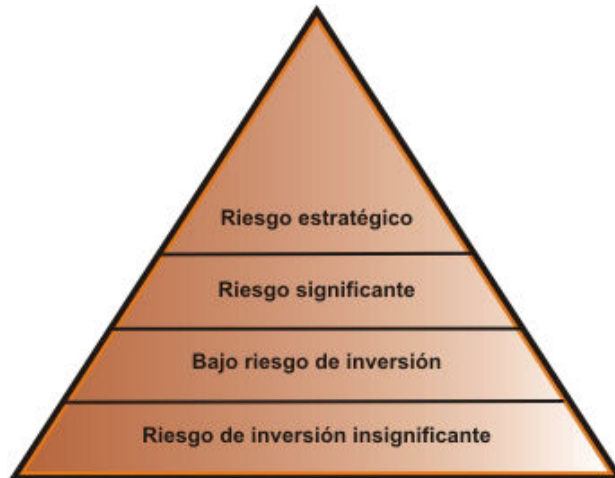 Riesgo estratégico
Riesgo significante
Bajo riesgo de inversión
Riesgo de inversión insignificante